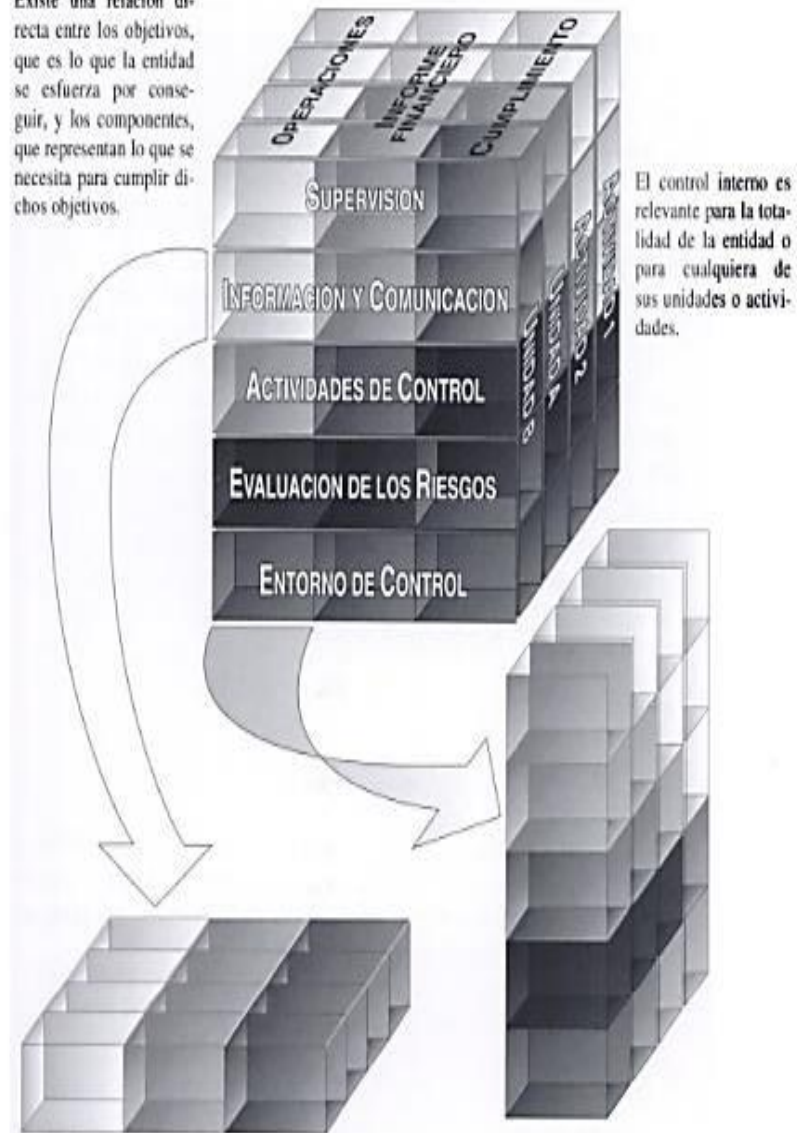 Existe una relación di-
recta entre los objetivos,
que es lo que la entidad
se esfuerza por conse-
guir, y los componentes,
que representan lo que se
necesita para cumplir di-
chos objetivos.
OPERACIONES
INFORME
FINANCIERO
CUMPLIMIENTO
SUPERVISION
INFORMACION Y COMUNICACION
ACTIVIDADES DE CONTROL
EVALUACION DE LOS RIESGOS
ENTORNO DE CONTROL
UNIDAD B
UNIDAD A
ACTIVIDAD 2
ACTIVIDAD 1
El control interno es
relevante para la tota-
lidad de la entidad o
para cualquiera de
sus unidades o activi-
dades.